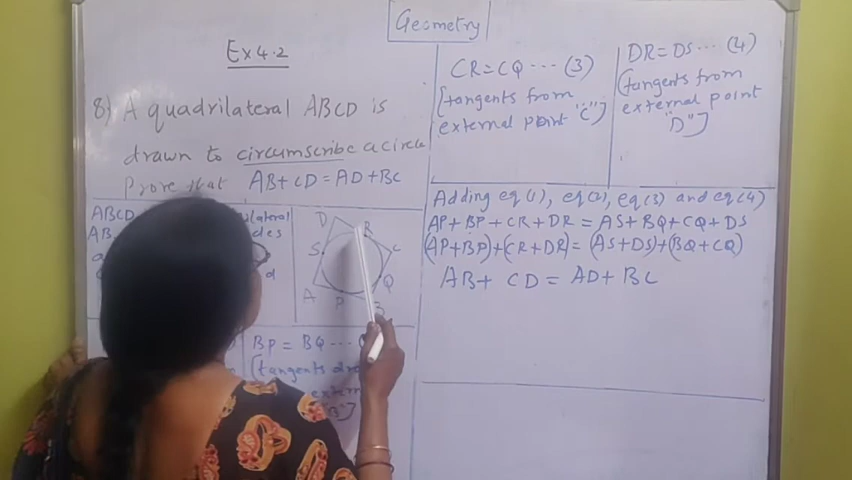 Geometry
Ex 4.2
8) A quadrilateral ABCD is
drawn to circumscribe a circle
Prove that AB+CD=AD+BC
ABCD
AB
D R
S C
Q
A P B
BP = BQ
(tangents
"B"]
CR=CQ ... (3)
[tangents from
external point "C"]
DR=DS... (4)
(tangents from
external point
"D"]
Adding eq(1), eq(2), eq(3) and eq(4)
AP+BP+CR+DR=AS+BQ+CQ+DS
(AP+BP)+(CR+DR)=(AS+DS)+(BQ+CQ)
AB+ CD=AD+BC